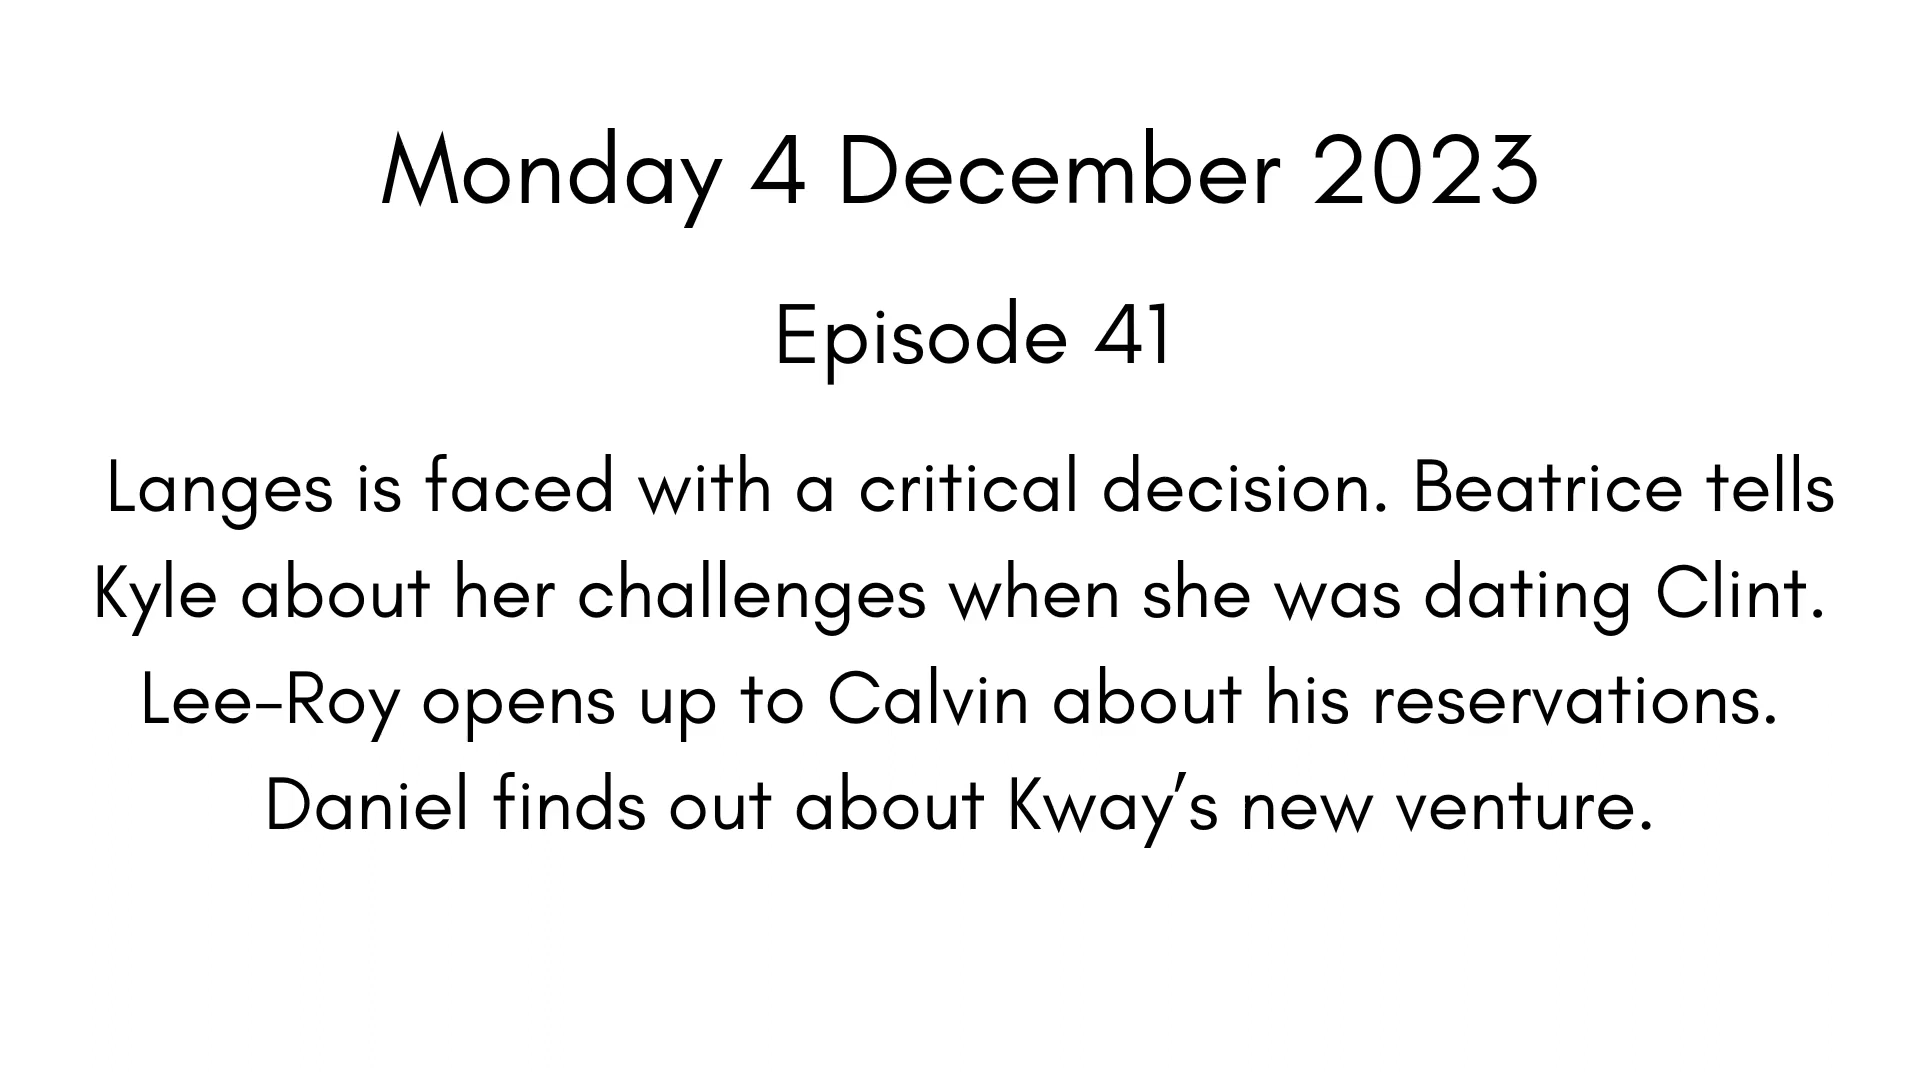 Monday 4 December 2023
Episode 41
Langes is faced with a critical decision. Beatrice tells
Kyle about her challenges when she was dating Clint.
Lee-Roy opens up to Calvin about his reservations.
Daniel finds out about Kway’s new venture.